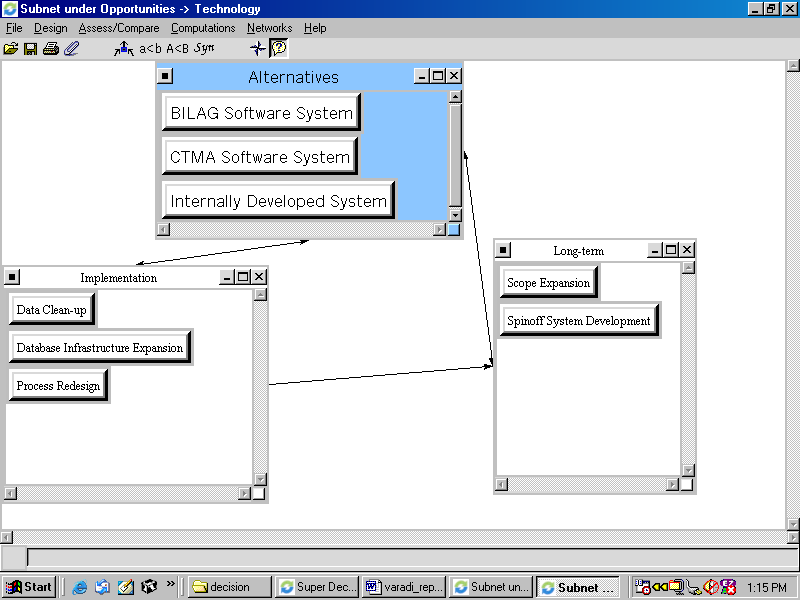 Subnet under Opportunities -> Technology
File Design Assess/Compare Computations Networks Help
a<b A<B Syn
Alternatives
BILAG Software System
CTMA Software System
Internally Developed System
Long-term
Scope Expansion
Spinoff System Development
Implementation
Data Clean-up
Database Infrastructure Expansion
Process Redesign
Start decision Super Dec... varadi_rep... Subnet un... Subnet ... 1:15 PM